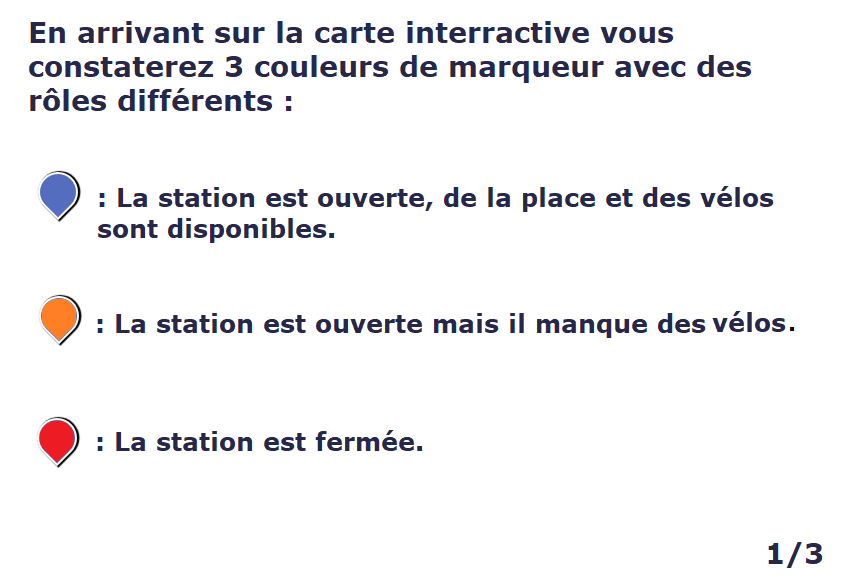 En arrivant sur la carte interractive vous
constaterez 3 couleurs de marqueur avec des
rôles différents :
: La station est ouverte, de la place et des vélos
sont disponibles.
: La station est ouverte mais il manque des vélos.
: La station est fermée.
1/3